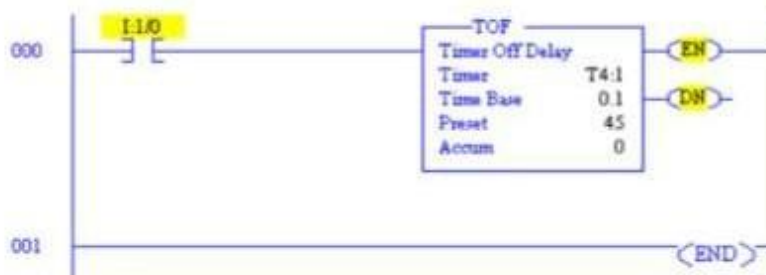 I:1/0
000
TOF
Timer Off Delay
Timer T4:1
Time Base 0.1
Preset 45
Accum 0
EN
DN
001
END